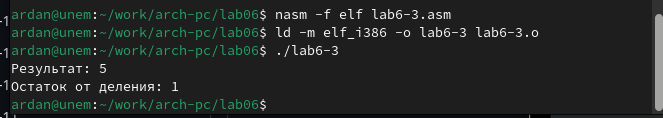 ardan@unem:~/work/arch-pc/lab06$ nasm -f elf lab6-3.asm
ardan@unem:~/work/arch-pc/lab06$ ld -m elf_i386 -o lab6-3 lab6-3.o
ardan@unem:~/work/arch-pc/lab06$ ./lab6-3
Результат: 5
Остаток от деления: 1
ardan@unem:~/work/arch-pc/lab06$